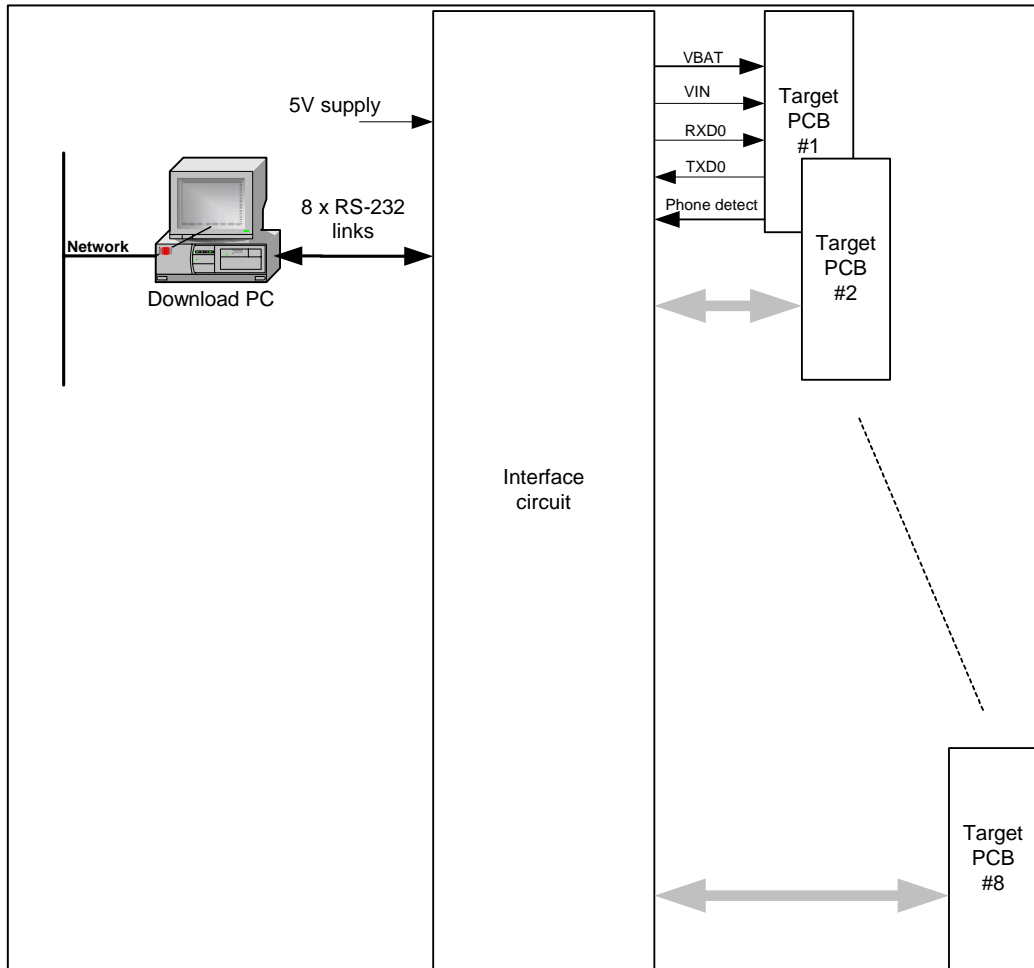 VBAT
VIN
RXD0
TXD0
Phone detect
Target
PCB
#1
Target
PCB
#2
5V supply
8 x RS-232
links
Network
Download PC
Interface
circuit
Target
PCB
#8